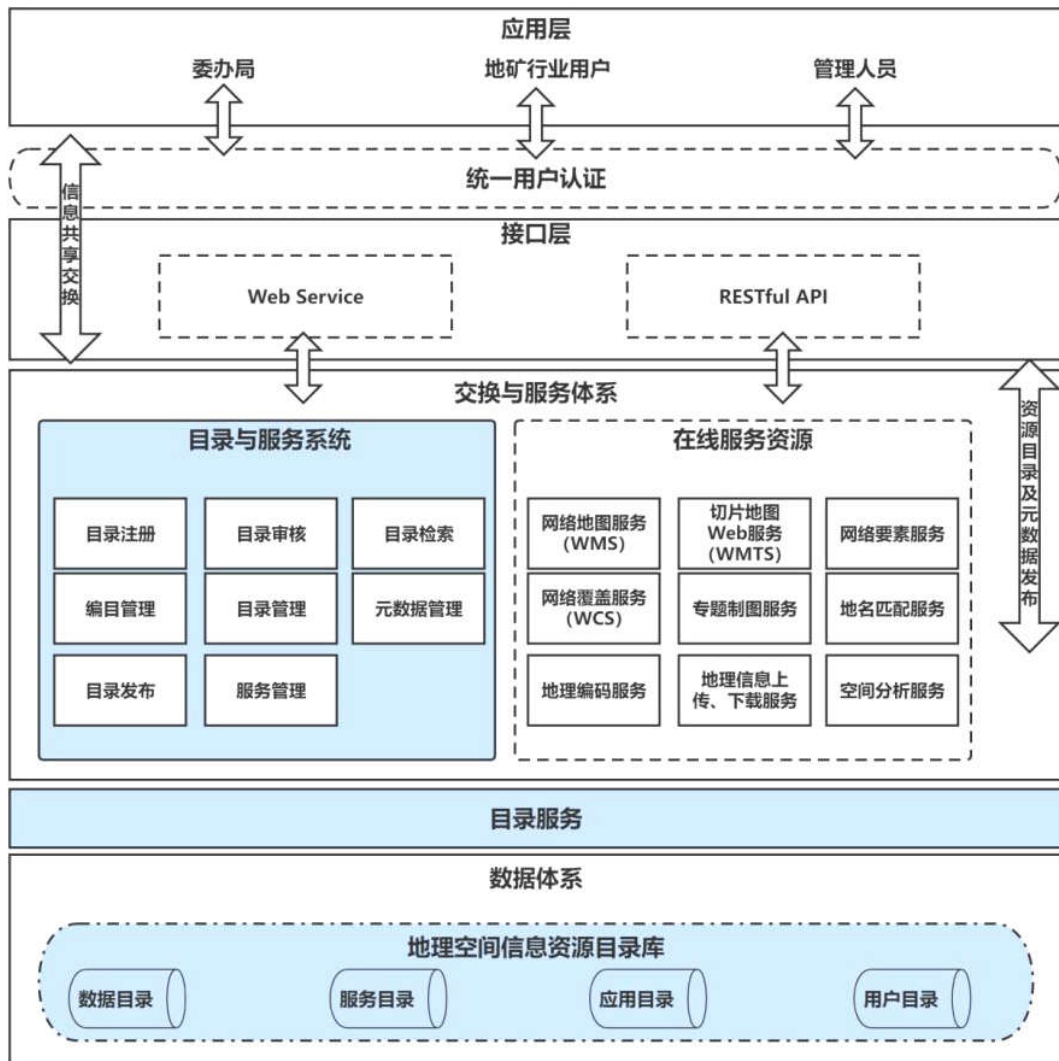 应用层
委办局
地矿行业用户
管理人员
统一用户认证
信息共享交换
接口层
Web Service
RESTful API
交换与服务体系
资源目录及元数据发布
目录与服务系统
目录注册
目录审核
目录检索
编目管理
目录管理
元数据管理
目录发布
服务管理
在线服务资源
网络地图服务
(WMS)
切片地图
Web服务
(WMTS)
网络要素服务
网络覆盖服务
(WCS)
专题制图服务
地名匹配服务
地理编码服务
地理信息上
传、下载服务
空间分析服务
目录服务
数据体系
地理空间信息资源目录库
数据目录
服务目录
应用目录
用户目录